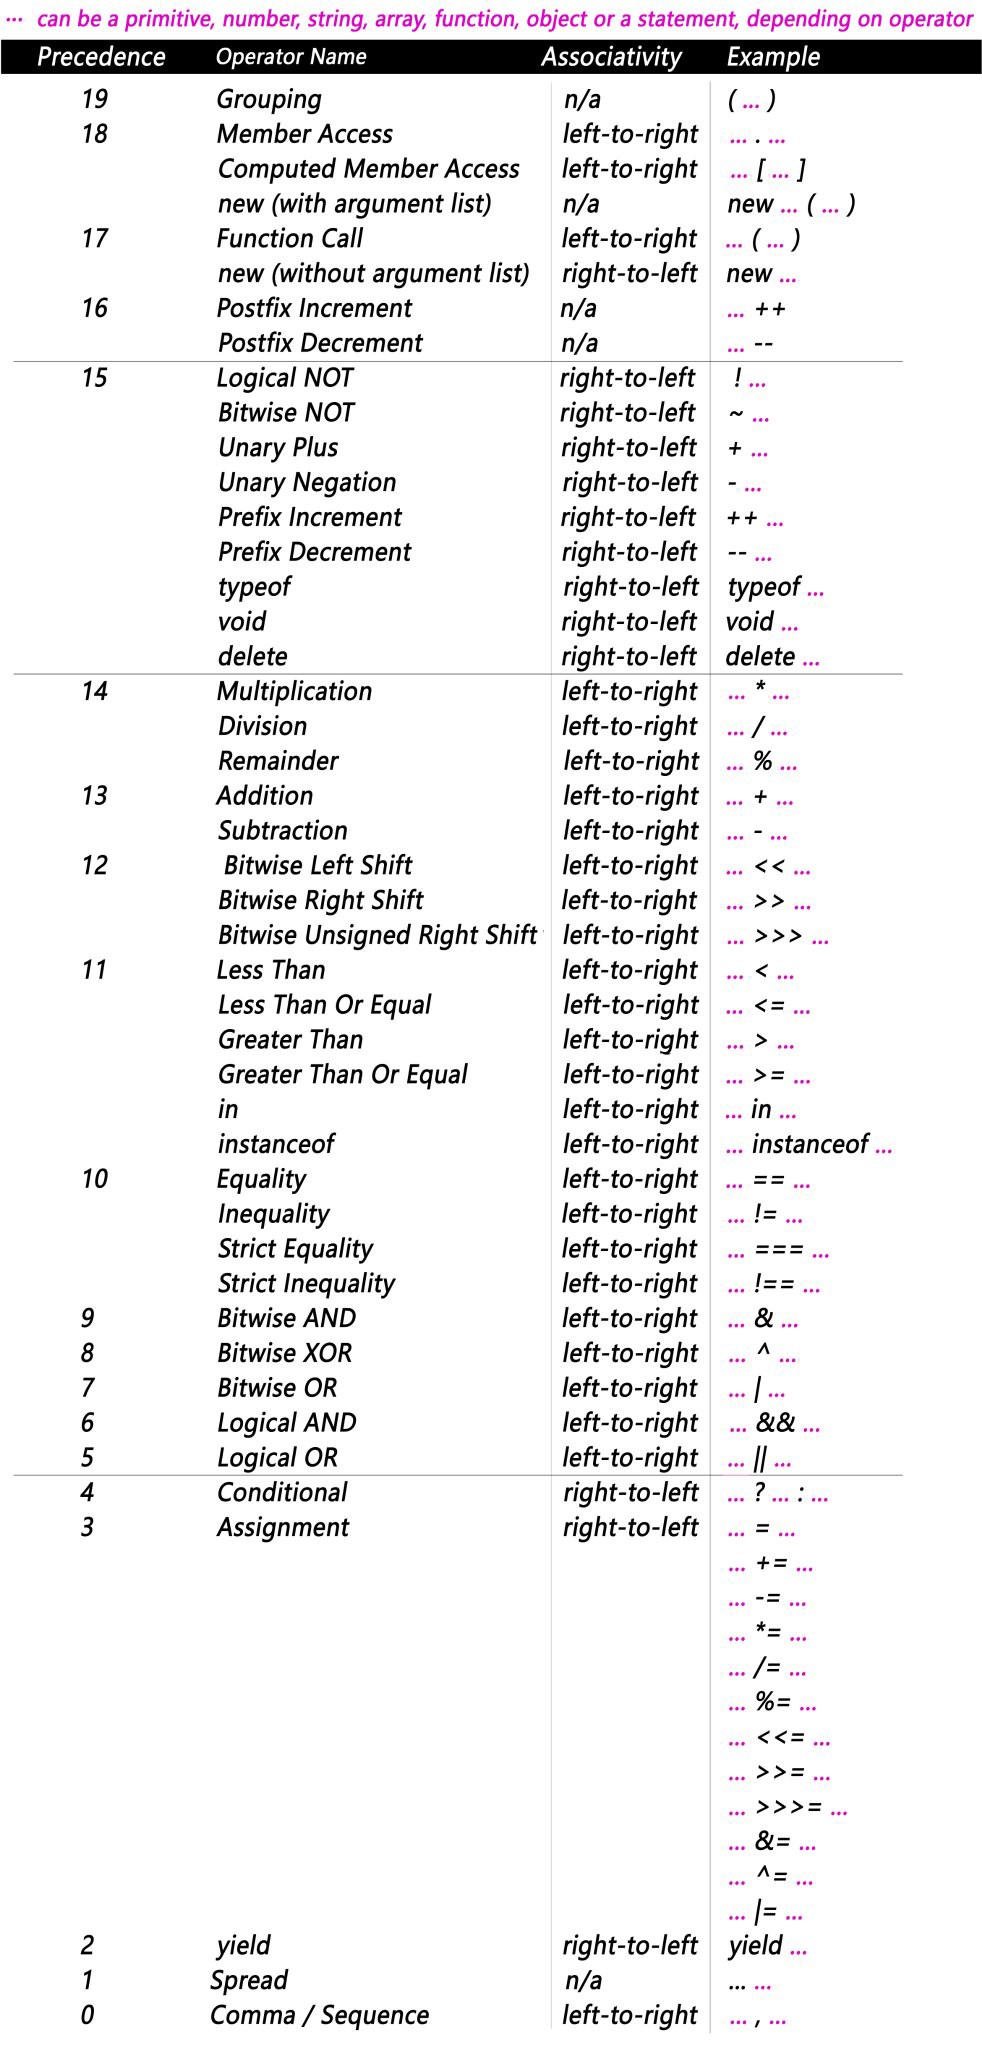 ... can be a primitive, number, string, array, function, object or a statement, depending on operator
Precedence Operator Name Associativity Example
19 Grouping n/a ( ... )
18 Member Access left-to-right ... . ...
Computed Member Access left-to-right ... [ ... ]
new (with argument list) n/a new ... ( ... )
17 Function Call left-to-right ... ( ... )
new (without argument list) right-to-left new ...
16 Postfix Increment n/a ... ++
Postfix Decrement n/a ... --
15 Logical NOT right-to-left ! ...
Bitwise NOT right-to-left ~ ...
Unary Plus right-to-left + ...
Unary Negation right-to-left - ...
Prefix Increment right-to-left ++ ...
Prefix Decrement right-to-left -- ...
typeof right-to-left typeof ...
void right-to-left void ...
delete right-to-left delete ...
14 Multiplication left-to-right ... * ...
Division left-to-right ... / ...
Remainder left-to-right ... % ...
13 Addition left-to-right ... + ...
Subtraction left-to-right ... - ...
12 Bitwise Left Shift left-to-right ... << ...
Bitwise Right Shift left-to-right ... >> ...
Bitwise Unsigned Right Shift left-to-right ... >>> ...
11 Less Than left-to-right ... < ...
Less Than Or Equal left-to-right ... <= ...
Greater Than left-to-right ... > ...
Greater Than Or Equal left-to-right ... >= ...
in left-to-right ... in ...
instanceof left-to-right ... instanceof ...
10 Equality left-to-right ... == ...
Inequality left-to-right ... != ...
Strict Equality left-to-right ... === ...
Strict Inequality left-to-right ... !== ...
9 Bitwise AND left-to-right ... & ...
8 Bitwise XOR left-to-right ... ^ ...
7 Bitwise OR left-to-right ... | ...
6 Logical AND left-to-right ... && ...
5 Logical OR left-to-right ... || ...
4 Conditional right-to-left ... ? ... : ...
3 Assignment right-to-left ... = ...
... += ...
... -= ...
... *= ...
... /= ...
... %= ...
... <<= ...
... >>= ...
... >>>= ...
... &= ...
... ^= ...
... |= ...
2 yield right-to-left yield ...
1 Spread n/a ... ...
0 Comma / Sequence left-to-right ... , ...